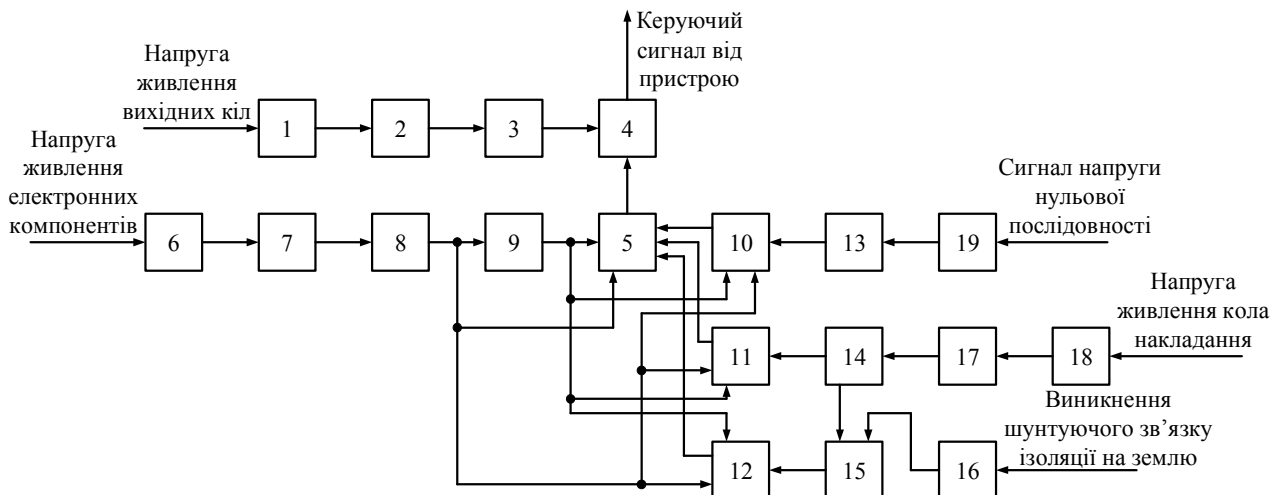 Керуючий
сигнал від
пристрою
Напруга
живлення
вихідних кіл
1
2
3
4
Напруга
живлення
електронних
компонентів
6
7
8
9
5
10
13
19
Сигнал напруги
нульової
послідовності
Напруга
живлення кола
накладання
11
14
17
18
Виникнення
шунтуючого зв’язку
ізоляції на землю
12
15
16